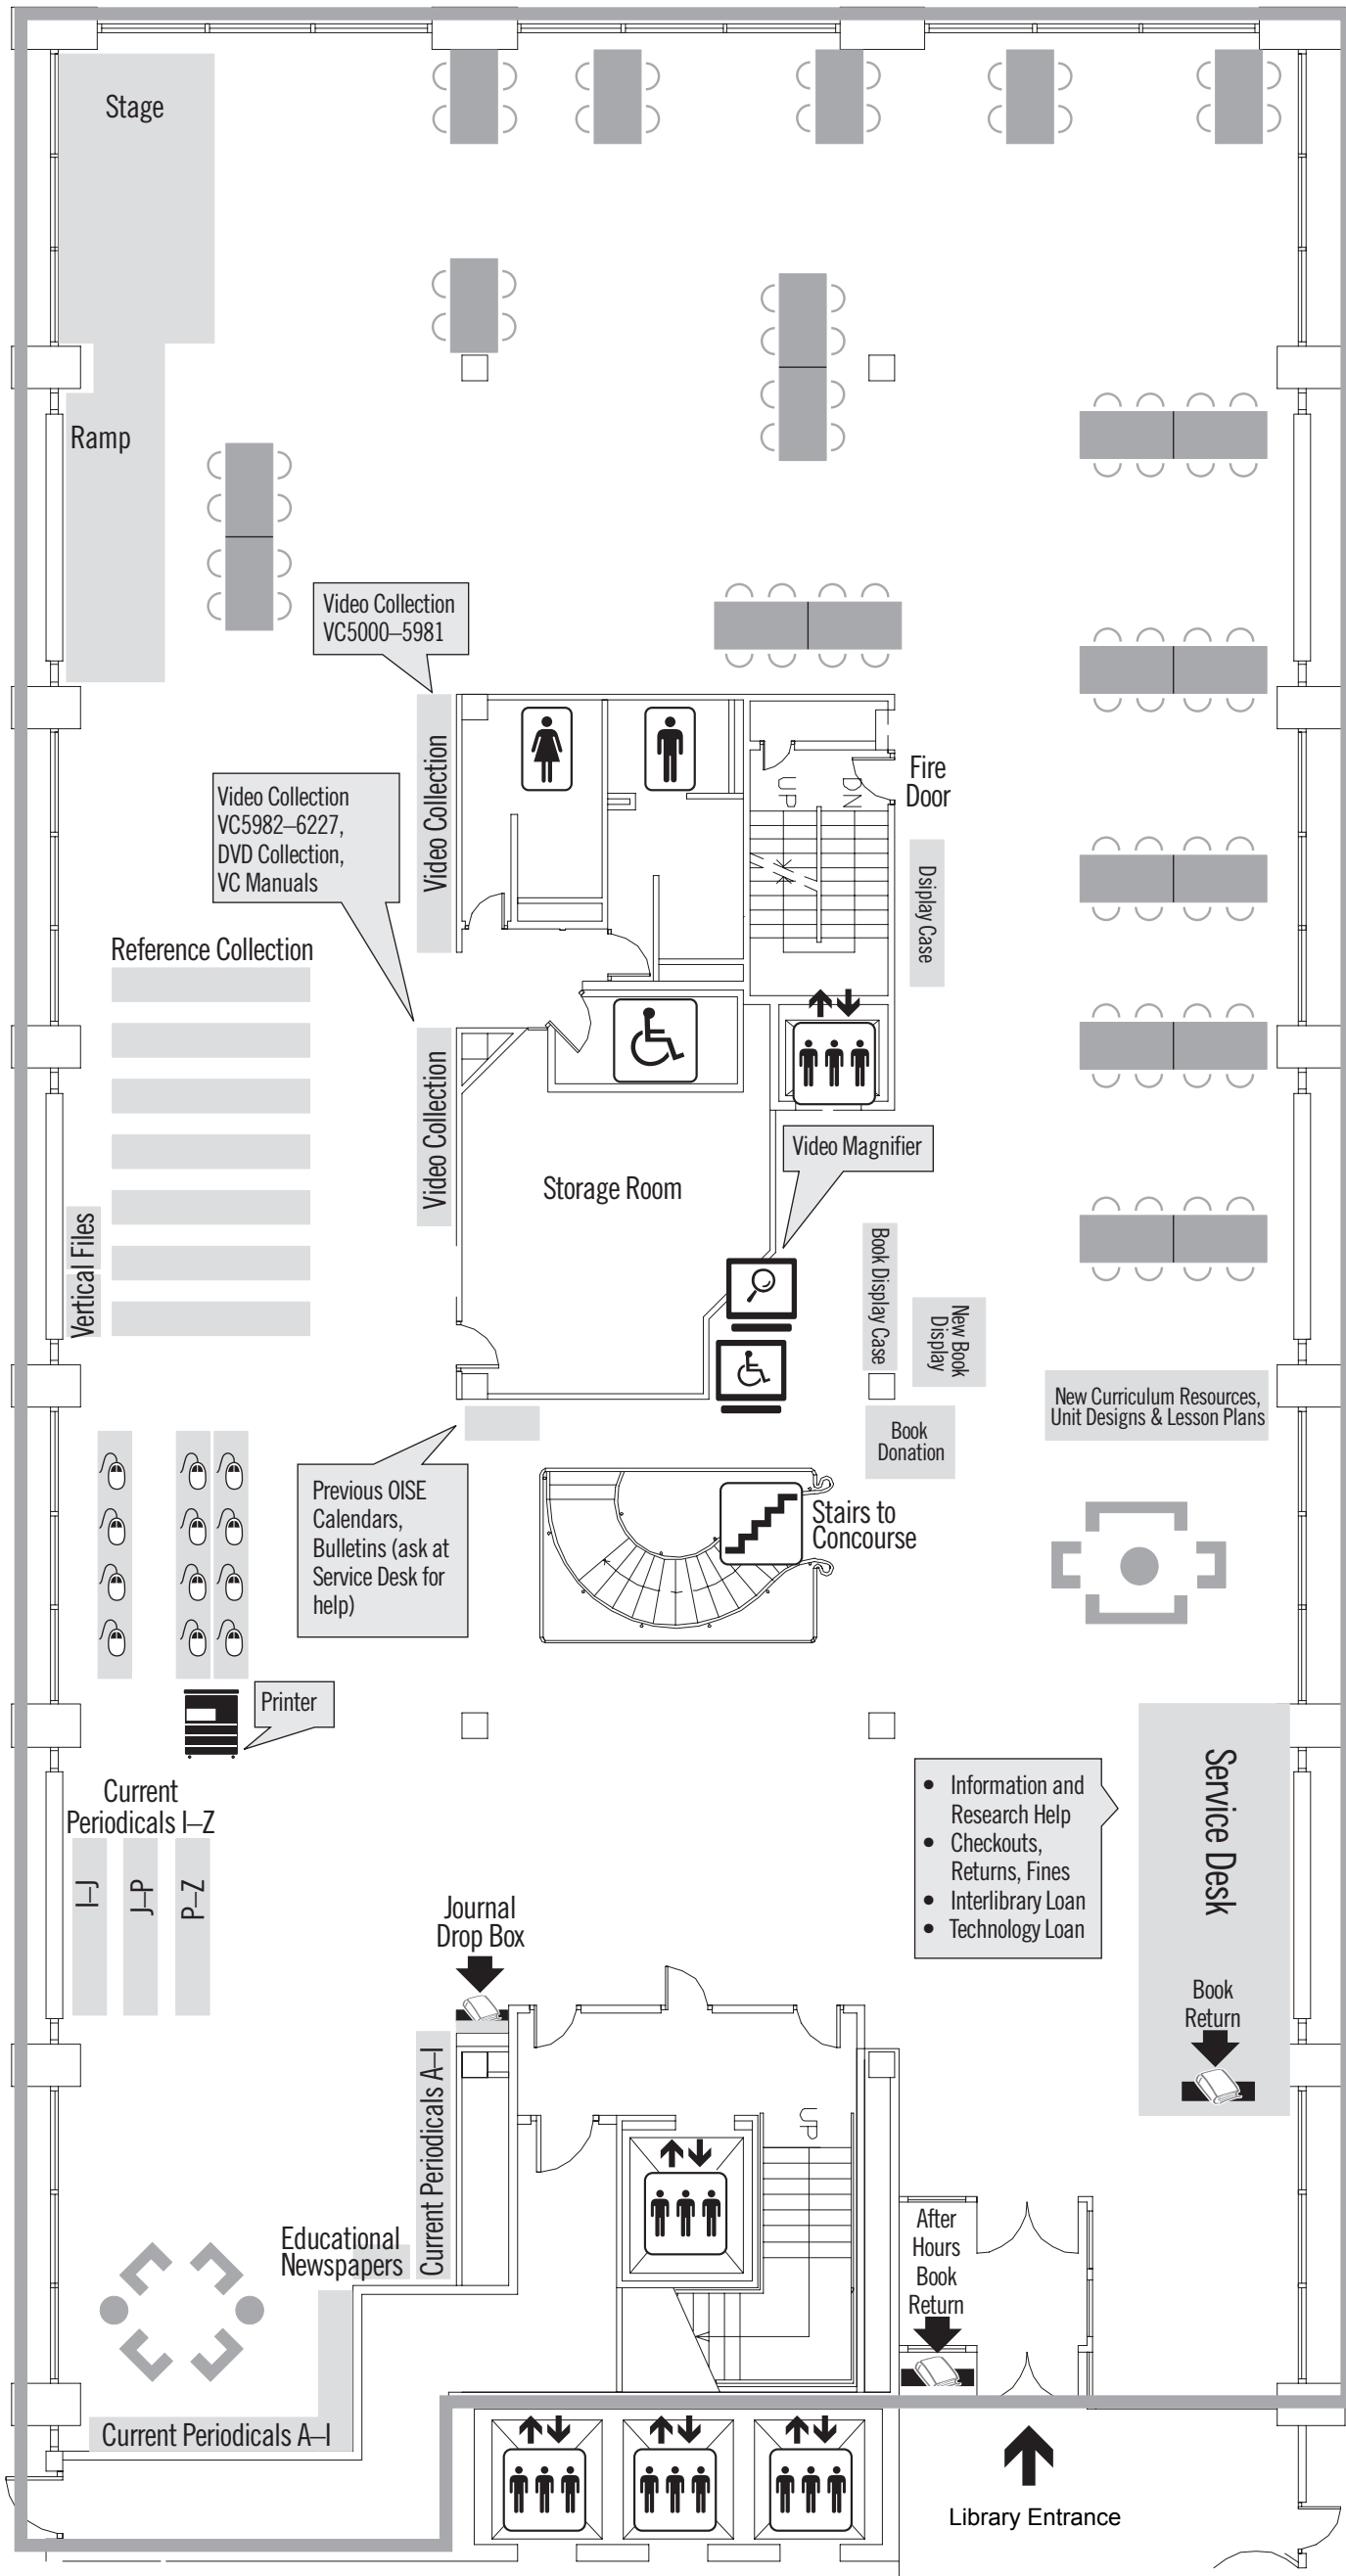 Stage
Ramp
Video Collection
VC5000–5981
Video Collection
Fire
Door
UP
DN
Video Collection
VC5982–6227,
DVD Collection,
VC Manuals
Dsiplay Case
Reference Collection
Video Collection
Video Magnifier
Storage Room
Vertical Files
Book Display Case
New Book
Display
New Curriculum Resources,
Unit Designs & Lesson Plans
Book
Donation
Previous OISE
Calendars,
Bulletins (ask at
Service Desk for
help)
Stairs to
Concourse
Printer
Current
Periodicals I–Z
I–J
J–P
P–Z
• Information and
Research Help
• Checkouts,
Returns, Fines
• Interlibrary Loan
• Technology Loan
Service Desk
Journal
Drop Box
Book
Return
Current Periodicals A–I
UP
After
Hours
Book
Return
Educational
Newspapers
Current Periodicals A–I
Library Entrance